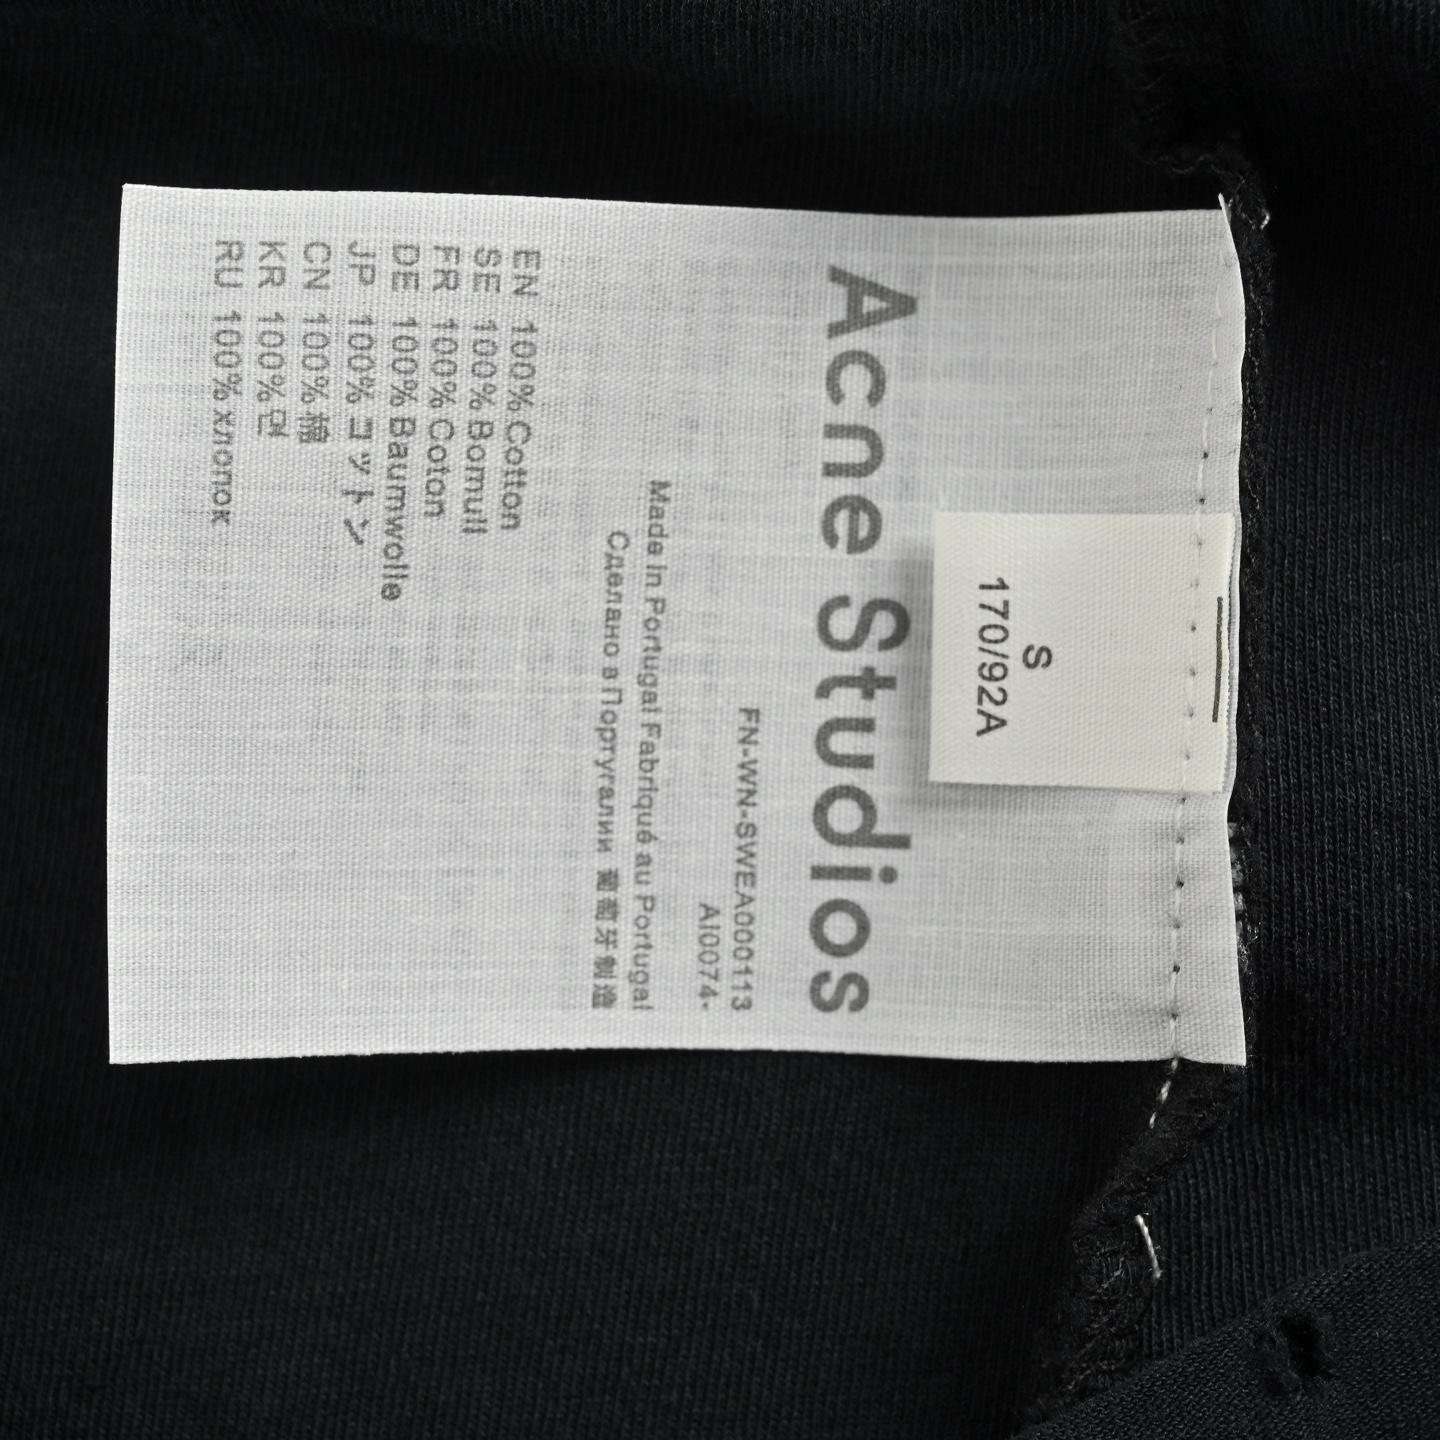 S
170/92A
Acne Studios
FN-WN-SWEA000113
AI0074-
Made in Portugal Fabriqué au Portugal
Сделано в Португалии 葡萄牙制造
EN 100% Cotton
SE 100% Bomull
FR 100% Coton
DE 100% Baumwolle
JP 100% コットン
CN 100% 棉
KR 100% 면
RU 100% хлопок